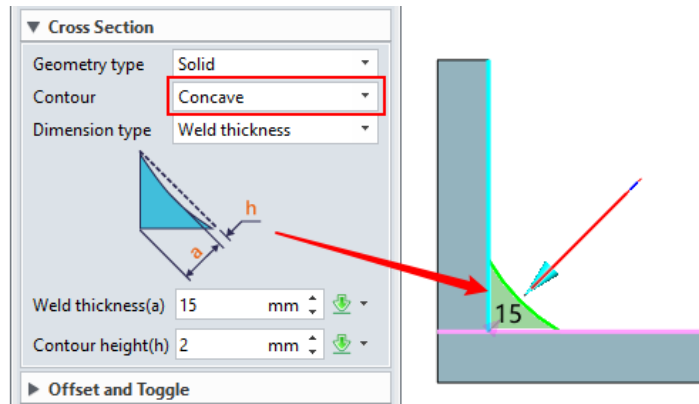 Cross Section
Geometry type Solid
Contour Concave
Dimension type Weld thickness
h
a
Weld thickness(a) 15 mm
Contour height(h) 2 mm
Offset and Toggle
15